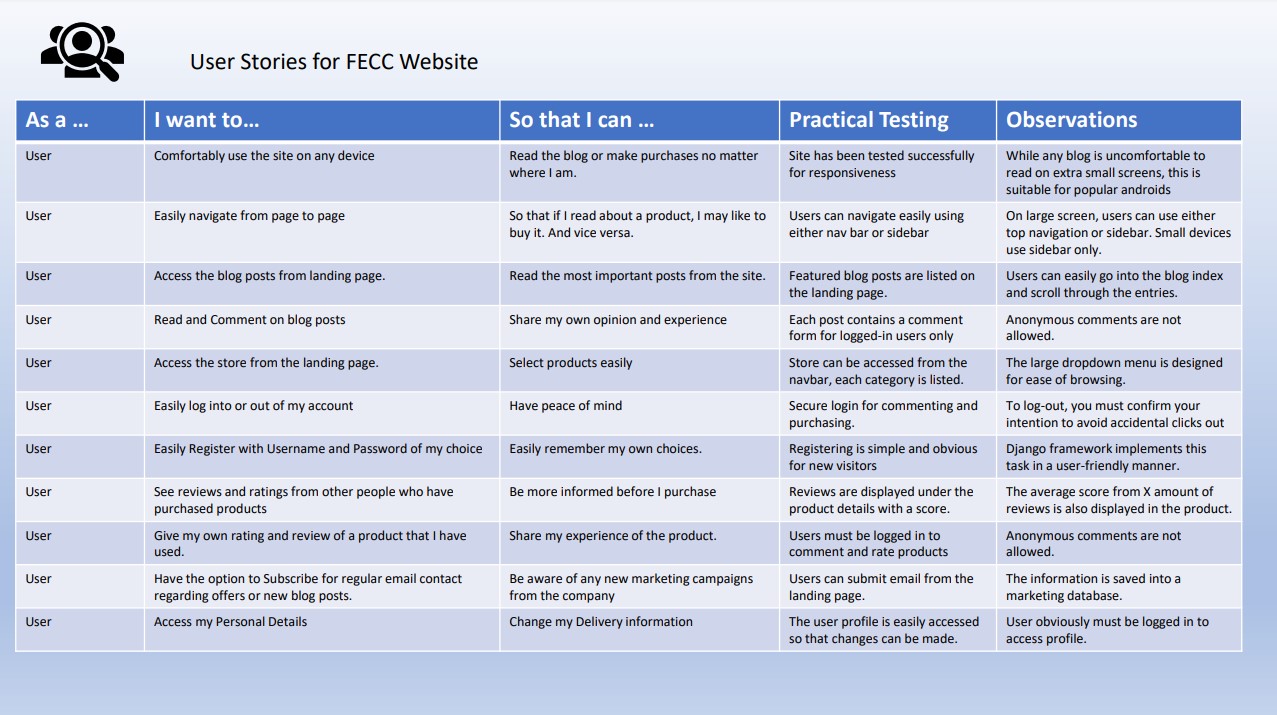 User Stories for FECC Website
As a ...
I want to...
So that I can ...
Practical Testing
Observations
User
Comfortably use the site on any device
Read the blog or make purchases no matter
where I am.
Site has been tested successfully
for responsiveness
While any blog is uncomfortable to
read on extra small screens, this is
suitable for popular androids
User
Easily navigate from page to page
So that if I read about a product, I may like to
buy it. And vice versa.
Users can navigate easily using
either nav bar or sidebar
On large screen, users can use either
top navigation or sidebar. Small devices
use sidebar only.
User
Access the blog posts from landing page.
Read the most important posts from the site.
Featured blog posts are listed on
the landing page.
Users can easily go into the blog index
and scroll through the entries.
User
Read and Comment on blog posts
Share my own opinion and experience
Each post contains a comment
form for logged-in users only
Anonymous comments are not
allowed.
User
Access the store from the landing page.
Select products easily
Store can be accessed from the
navbar, each category is listed.
The large dropdown menu is designed
for ease of browsing.
User
Easily log into or out of my account
Have peace of mind
Secure login for commenting and
purchasing.
To log-out, you must confirm your
intention to avoid accidental clicks out
User
Easily Register with Username and Password of my choice
Easily remember my own choices.
Registering is simple and obvious
for new visitors
Django framework implements this
task in a user-friendly manner.
User
See reviews and ratings from other people who have
purchased products
Be more informed before I purchase
Reviews are displayed under the
product details with a score.
The average score from X amount of
reviews is also displayed in the product.
User
Give my own rating and review of a product that I have
used.
Share my experience of the product.
Users must be logged in to
comment and rate products
Anonymous comments are not
allowed.
User
Have the option to Subscribe for regular email contact
regarding offers or new blog posts.
Be aware of any new marketing campaigns
from the company
Users can submit email from the
landing page.
The information is saved into a
marketing database.
User
Access my Personal Details
Change my Delivery information
The user profile is easily accessed
so that changes can be made.
User obviously must be logged in to
access profile.